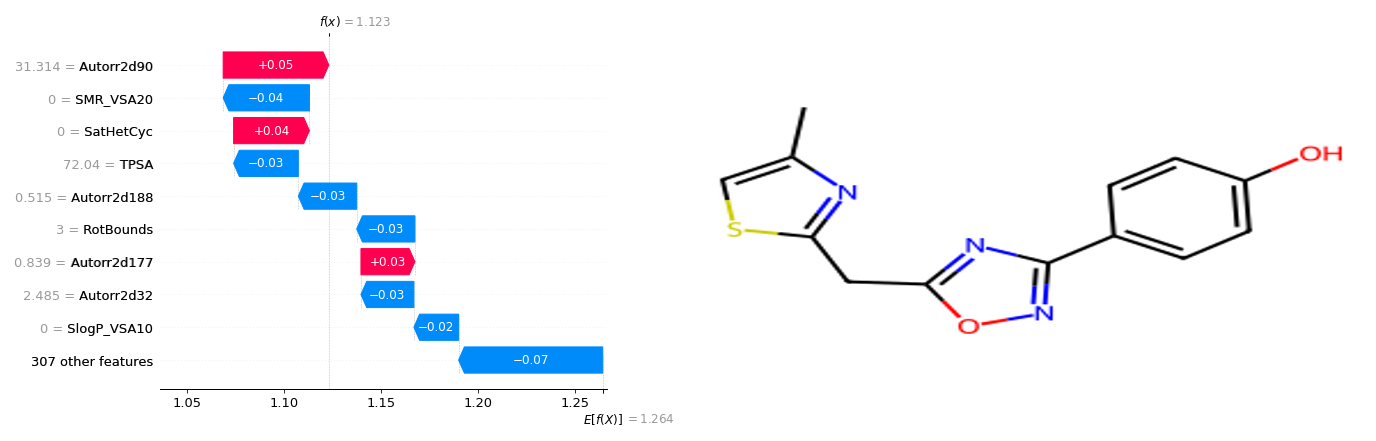 f(x) = 1.123
31.314 = Autorr2d90 +0.05
0 = SMR_VSA20 −0.04
0 = SatHetCyc +0.04
72.04 = TPSA −0.03
0.515 = Autorr2d188 −0.03
3 = RotBounds −0.03
0.839 = Autorr2d177 +0.03
2.485 = Autorr2d32 −0.03
0 = SlogP_VSA10 −0.02
307 other features −0.07
1.05 1.10 1.15 1.20 1.25
E[f(X)] = 1.264
OH
N
S
N
N
O